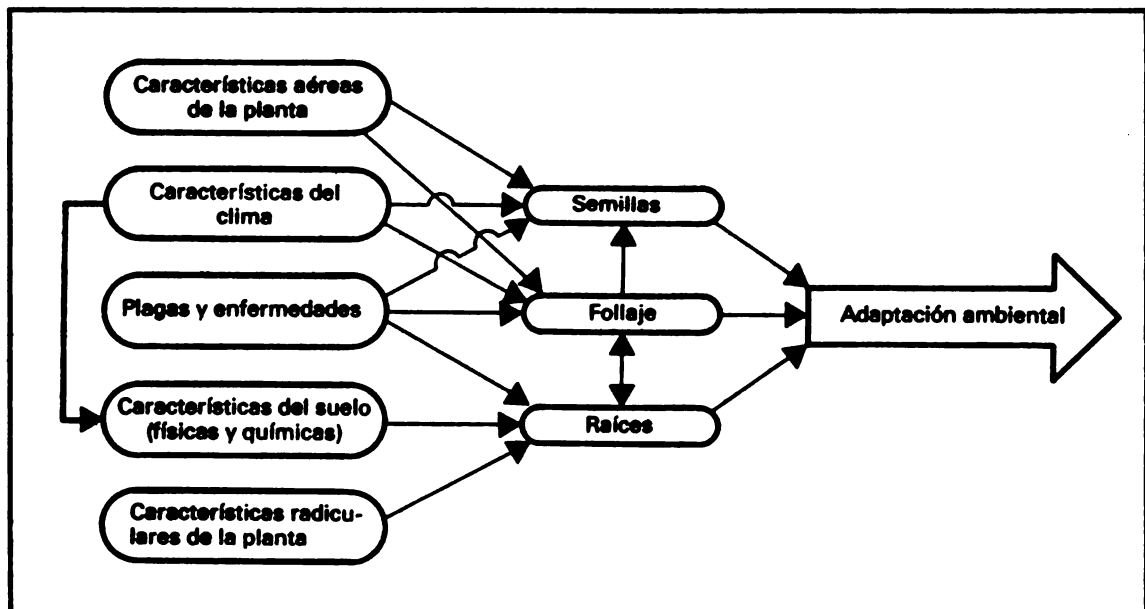 Características aéreas
de la planta
Características del
clima
Plagas y enfermedades
Características del suelo
(físicas y químicas)
Características radicu-
lares de la planta
Semillas
Follaje
Raíces
Adaptación ambiental